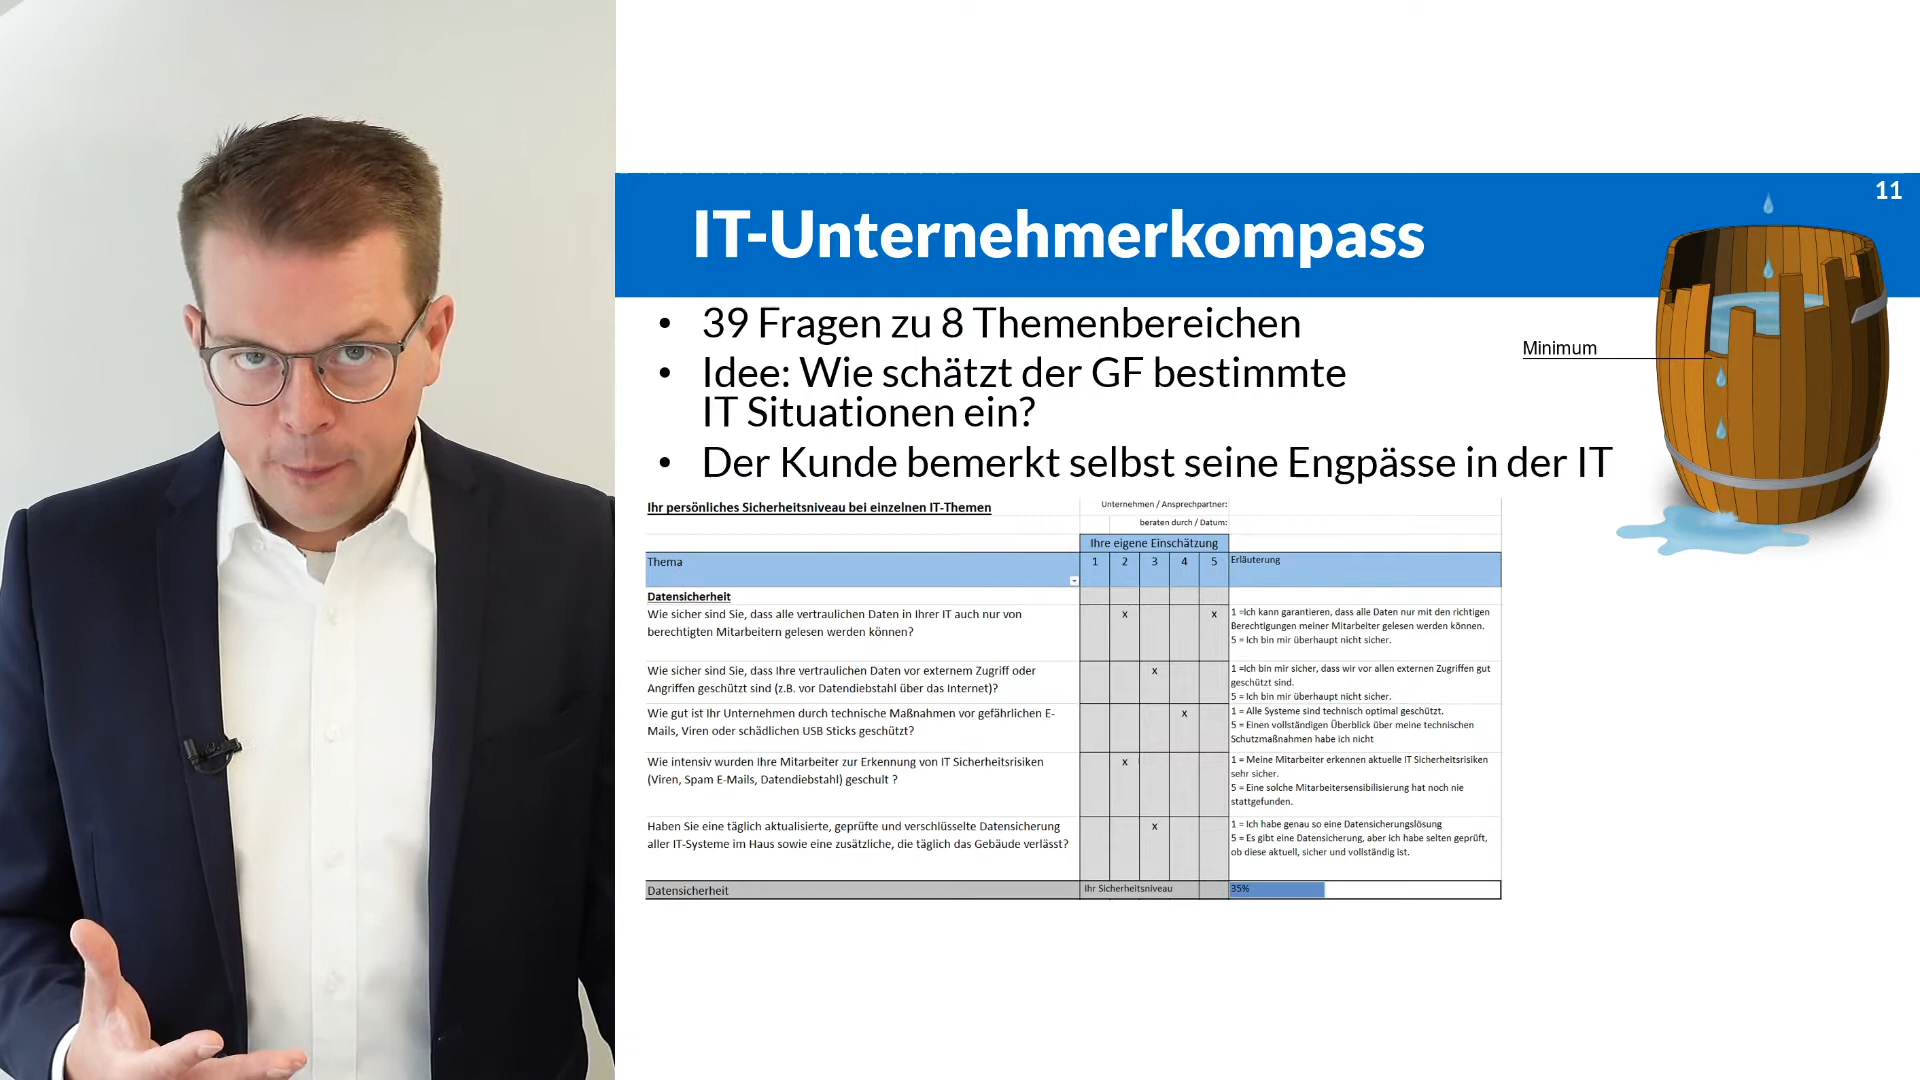 11
IT-Unternehmerkompass
• 39 Fragen zu 8 Themenbereichen
• Idee: Wie schätzt der GF bestimmte
IT Situationen ein?
• Der Kunde bemerkt selbst seine Engpässe in der IT
Minimum
Ihr persönliches Sicherheitsniveau bei einzelnen IT-Themen
Unternehmen / Ansprechpartner:
beraten durch / Datum:
Ihre eigene Einschätzung
Thema 1 2 3 4 5 Erläuterung
Datensicherheit
Wie sicher sind Sie, dass alle vertraulichen Daten in Ihrer IT auch nur von
berechtigten Mitarbeitern gelesen werden können?
x x
1 =Ich kann garantieren, dass alle Daten nur mit den richtigen
Berechtigungen meiner Mitarbeiter gelesen werden können.
5 = Ich bin mir überhaupt nicht sicher.
Wie sicher sind Sie, dass Ihre vertraulichen Daten vor externem Zugriff oder
Angriffen geschützt sind (z.B. vor Datendiebstahl über das Internet)?
x
1 =Ich bin mir sicher, dass wir vor allen externen Zugriffen gut
geschützt sind.
5 = Ich bin mir überhaupt nicht sicher.
Wie gut ist Ihr Unternehmen durch technische Maßnahmen vor gefährlichen E-
Mails, Viren oder schädlichen USB Sticks geschützt?
x
1 = Alle Systeme sind technisch optimal geschützt.
5 = Einen vollständigen Überblick über meine technischen
Schutzmaßnahmen habe ich nicht
Wie intensiv wurden Ihre Mitarbeiter zur Erkennung von IT Sicherheitsrisiken
(Viren, Spam E-Mails, Datendiebstahl) geschult ?
x
1 = Meine Mitarbeiter erkennen aktuelle IT Sicherheitsrisiken
sehr sicher.
5 = Eine solche Mitarbeitersensibilisierung hat noch nie
stattgefunden.
Haben Sie eine täglich aktualisierte, geprüfte und verschlüsselte Datensicherung
aller IT-Systeme im Haus sowie eine zusätzliche, die täglich das Gebäude verlässt?
x
1 = Ich habe genau so eine Datensicherungslösung
5 = Es gibt eine Datensicherung, aber ich habe selten geprüft,
ob diese aktuell, sicher und vollständig ist.
Datensicherheit Ihr Sicherheitsniveau 35%